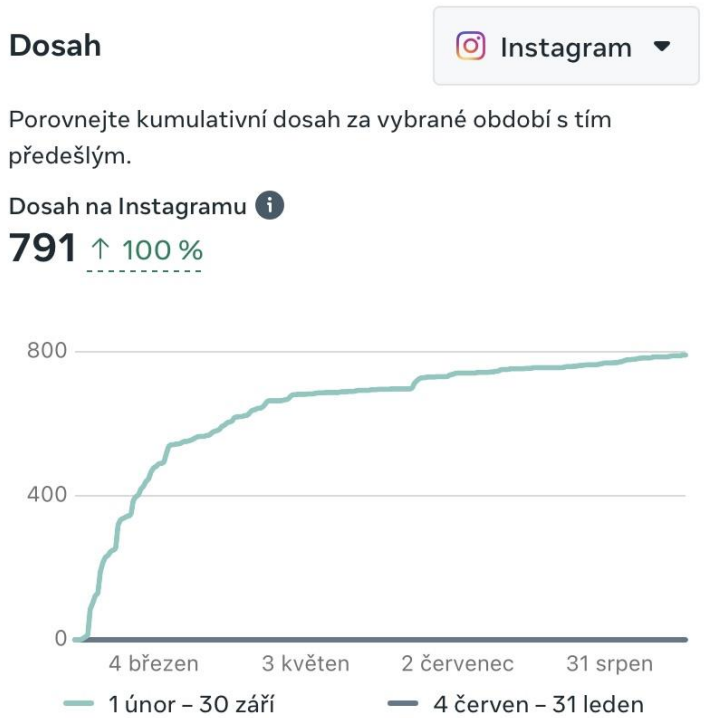 Dosah
Instagram
Porovnejte kumulativní dosah za vybrané období s tím
předešlým.
Dosah na Instagramu
791 ↑ 100 %
800
400
0
4 březen 3 květen 2 červenec 31 srpen
1 únor – 30 září 4 červen – 31 leden